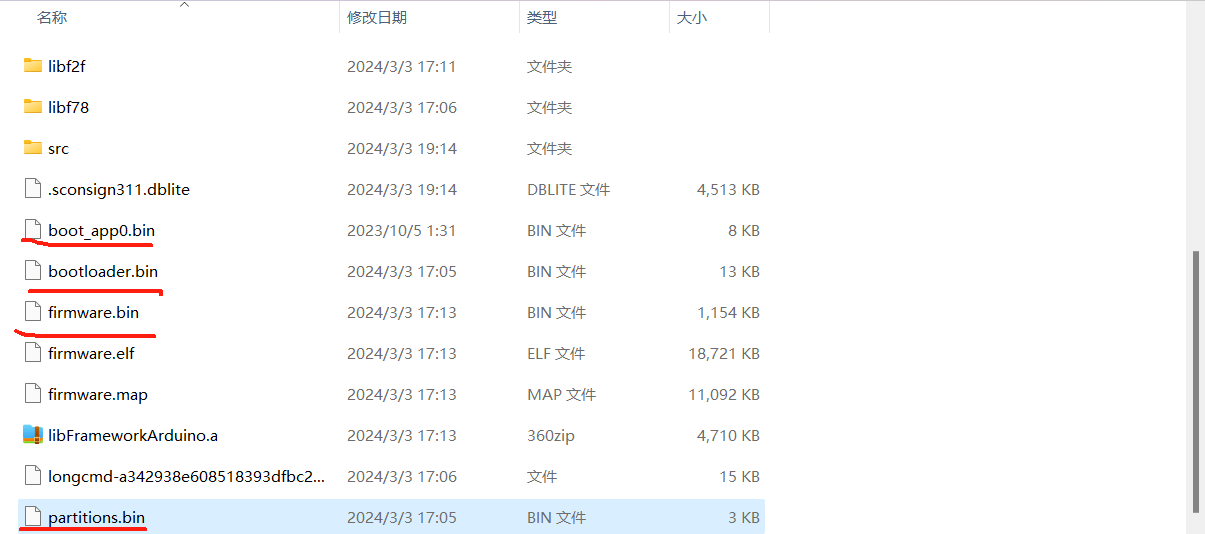 名称 修改日期 类型 大小
libf2f 2024/3/3 17:11 文件夹
libf78 2024/3/3 17:06 文件夹
src 2024/3/3 19:14 文件夹
.sconsign311.dblite 2024/3/3 19:14 DBLITE 文件 4,513 KB
boot_app0.bin 2023/10/5 1:31 BIN 文件 8 KB
bootloader.bin 2024/3/3 17:05 BIN 文件 13 KB
firmware.bin 2024/3/3 17:13 BIN 文件 1,154 KB
firmware.elf 2024/3/3 17:13 ELF 文件 18,721 KB
firmware.map 2024/3/3 17:13 MAP 文件 11,092 KB
libFrameworkArduino.a 2024/3/3 17:13 360zip 4,710 KB
longcmd-a342938e608518393dfbc2... 2024/3/3 17:06 文件 15 KB
partitions.bin 2024/3/3 17:05 BIN 文件 3 KB